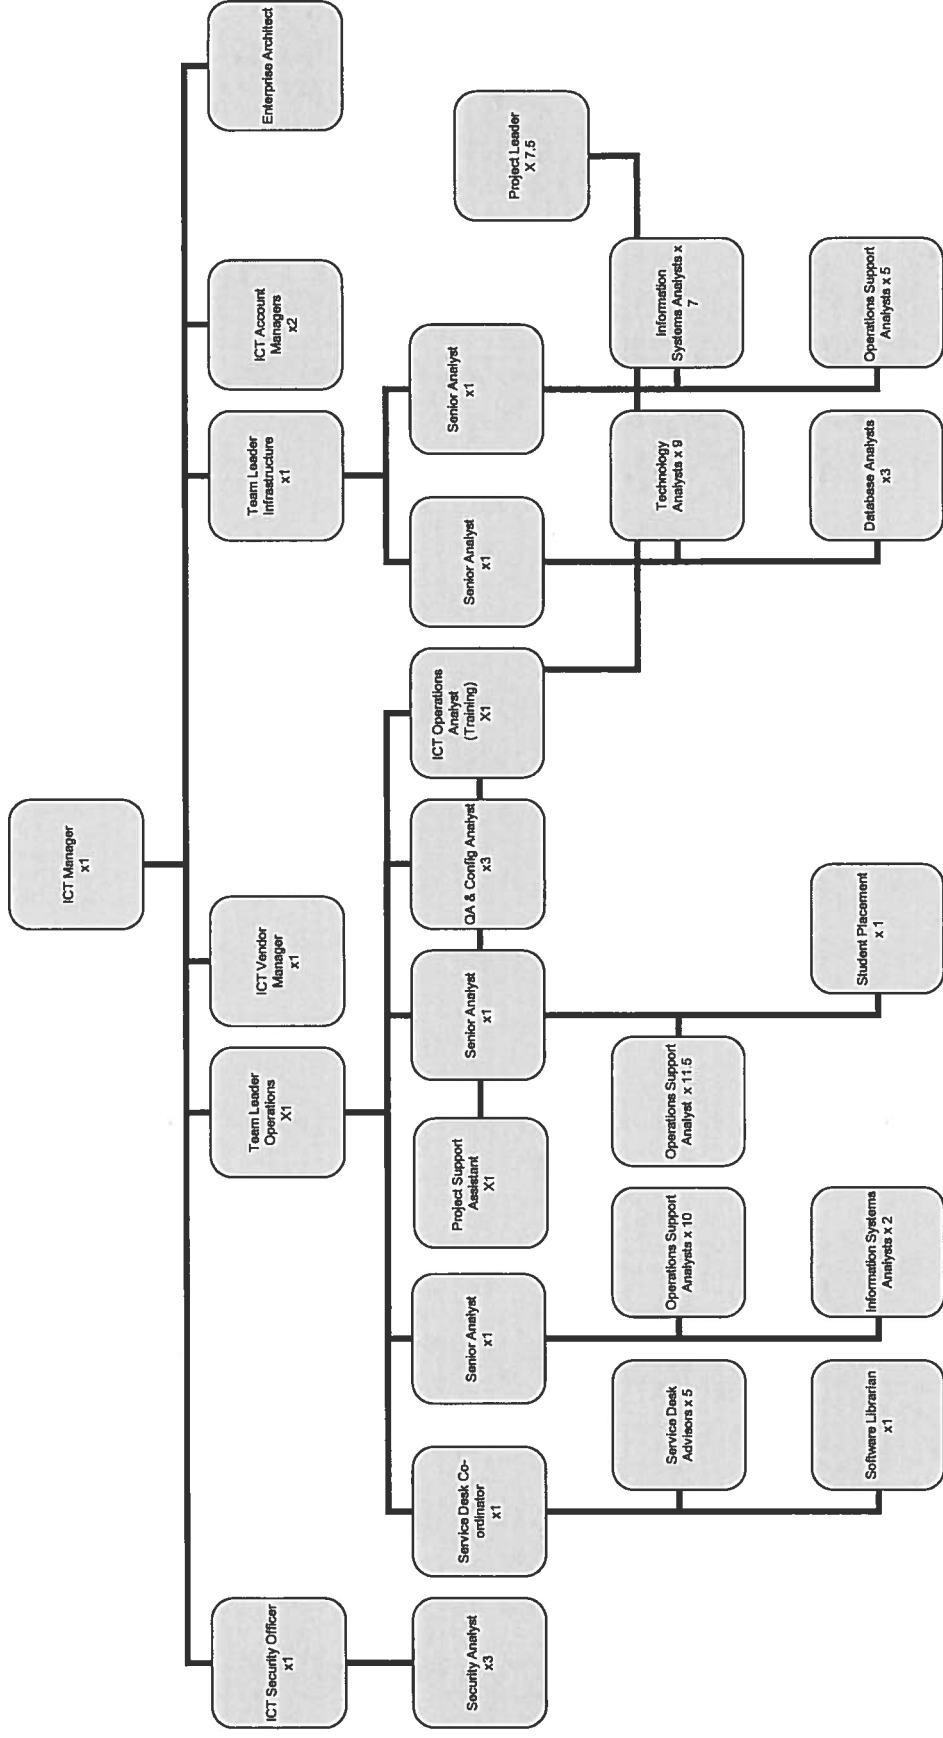 ICT Manager
x1
ICT Security Officer
x1
Team Leader
Operations
X1
ICT Vendor
Manager
x1
Team Leader
Infrastructure
x1
ICT Account
Managers
x2
Enterprise Architect
Security Analyst
x3
Service Desk Co-
ordinator
x1
Senior Analyst
x1
Project Support
Assistant
X1
Senior Analyst
x1
QA & Config Analyst
x3
ICT Operations
Analyst
(Training)
X1
Senior Analyst
x1
Senior Analyst
x1
Project Leader
X 7.5
Service Desk
Advisors x 5
Operations Support
Analysts x 10
Operations Support
Analyst x 11.5
Technology
Analysts x 9
Information
Systems Analysts x
7
Software Librarian
x1
Information Systems
Analysts x 2
Student Placement
x 1
Database Analysts
x3
Operations Support
Analysts x 5